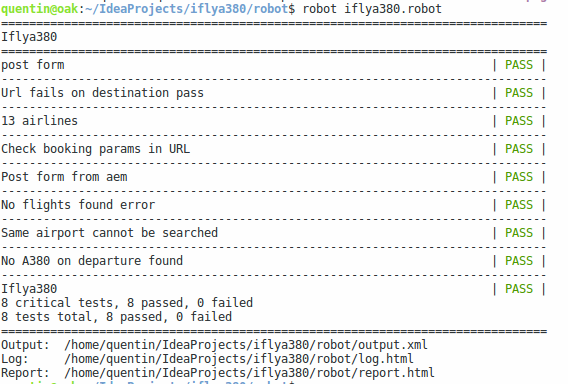 quentin@oak:~/IdeaProjects/iflya380/robot$ robot iflya380.robot
==============================================================================
Iflya380
==============================================================================
post form | PASS |
------------------------------------------------------------------------------
Url fails on destination pass | PASS |
------------------------------------------------------------------------------
13 airlines | PASS |
------------------------------------------------------------------------------
Check booking params in URL | PASS |
------------------------------------------------------------------------------
Post form from aem | PASS |
------------------------------------------------------------------------------
No flights found error | PASS |
------------------------------------------------------------------------------
Same airport cannot be searched | PASS |
------------------------------------------------------------------------------
No A380 on departure found | PASS |
------------------------------------------------------------------------------
Iflya380 | PASS |
8 critical tests, 8 passed, 0 failed
8 tests total, 8 passed, 0 failed
==============================================================================
Output:  /home/quentin/IdeaProjects/iflya380/robot/output.xml
Log:     /home/quentin/IdeaProjects/iflya380/robot/log.html
Report:  /home/quentin/IdeaProjects/iflya380/robot/report.html